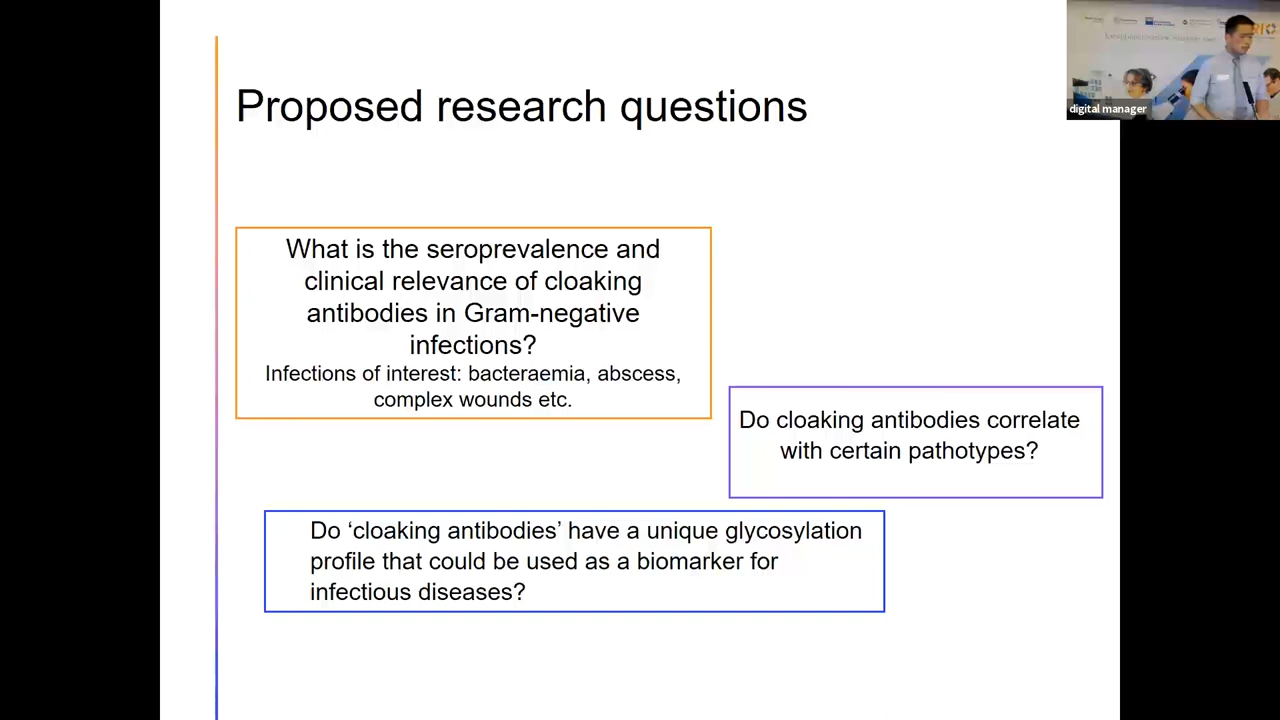 Proposed research questions
What is the seroprevalence and
clinical relevance of cloaking
antibodies in Gram-negative
infections?
Infections of interest: bacteraemia, abscess,
complex wounds etc.
Do cloaking antibodies correlate
with certain pathotypes?
Do ‘cloaking antibodies’ have a unique glycosylation
profile that could be used as a biomarker for
infectious diseases?
digital manager